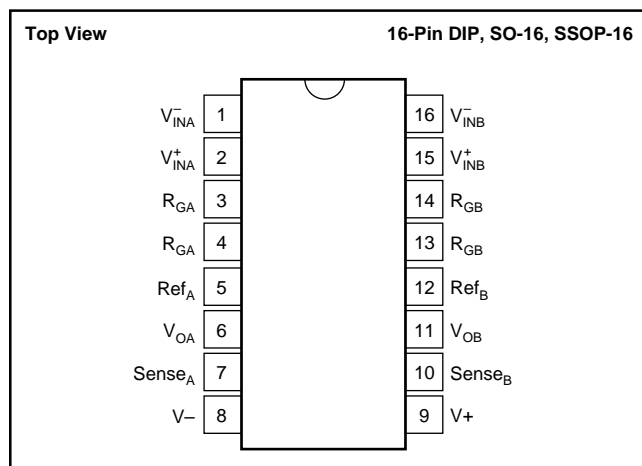 Top View 16-Pin DIP, SO-16, SSOP-16
V⁻INA 1 16 V⁻INB
V⁺INA 2 15 V⁺INB
RGA 3 14 RGB
RGA 4 13 RGB
RefA 5 12 RefB
VOA 6 11 VOB
SenseA 7 10 SenseB
V– 8 9 V+